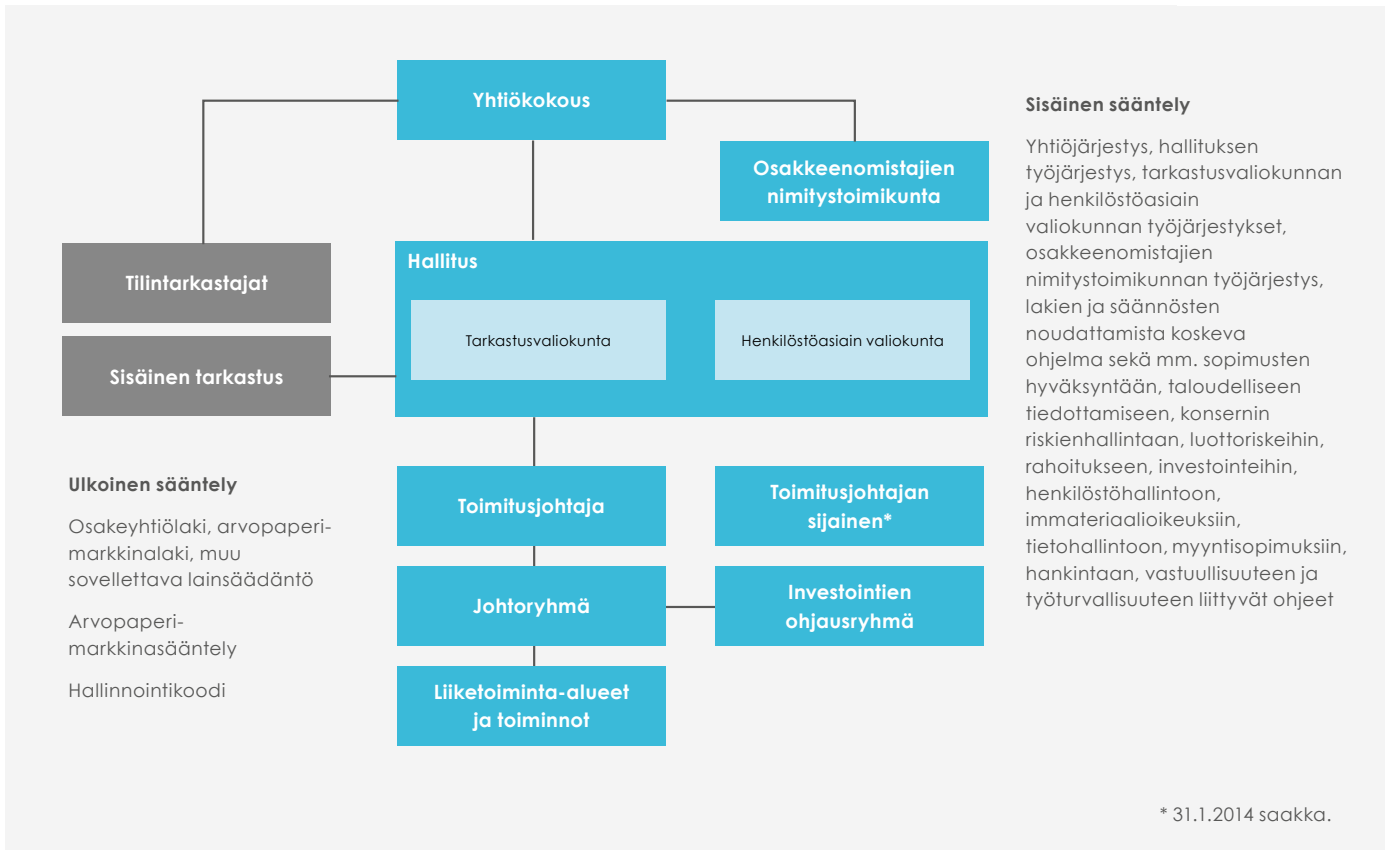 Yhtiökokous
Osakkeenomistajien
nimitystoimikunta
Tilintarkastajat
Sisäinen tarkastus
Hallitus
Tarkastusvaliokunta
Henkilöstöasiain valiokunta
Toimitusjohtaja
Toimitusjohtajan
sijainen*
Johtoryhmä
Investointien
ohjausryhmä
Liiketoiminta-alueet
ja toiminnot
Ulkoinen sääntely
Osakeyhtiölaki, arvopaperi-
markkinalaki, muu
sovellettava lainsäädäntö
Arvopaperi-
markkinasääntely
Hallinnointikoodi
Sisäinen sääntely
Yhtiöjärjestys, hallituksen
työjärjestys, tarkastusvaliokunnan
ja henkilöstöasiain
valiokunnan työjärjestykset,
osakkeenomistajien
nimitystoimikunnan työjärjestys,
lakien ja säännösten
noudattamista koskeva
ohjelma sekä mm. sopimusten
hyväksyntään, taloudelliseen
tiedottamiseen, konsernin
riskienhallintaan, luottoriskeihin,
rahoitukseen, investointeihin,
henkilöstöhallintoon,
immateriaalioikeuksiin,
tietohallintoon, myyntisopimuksiin,
hankintaan, vastuullisuuteen ja
työturvallisuuteen liittyvät ohjeet
* 31.1.2014 saakka.